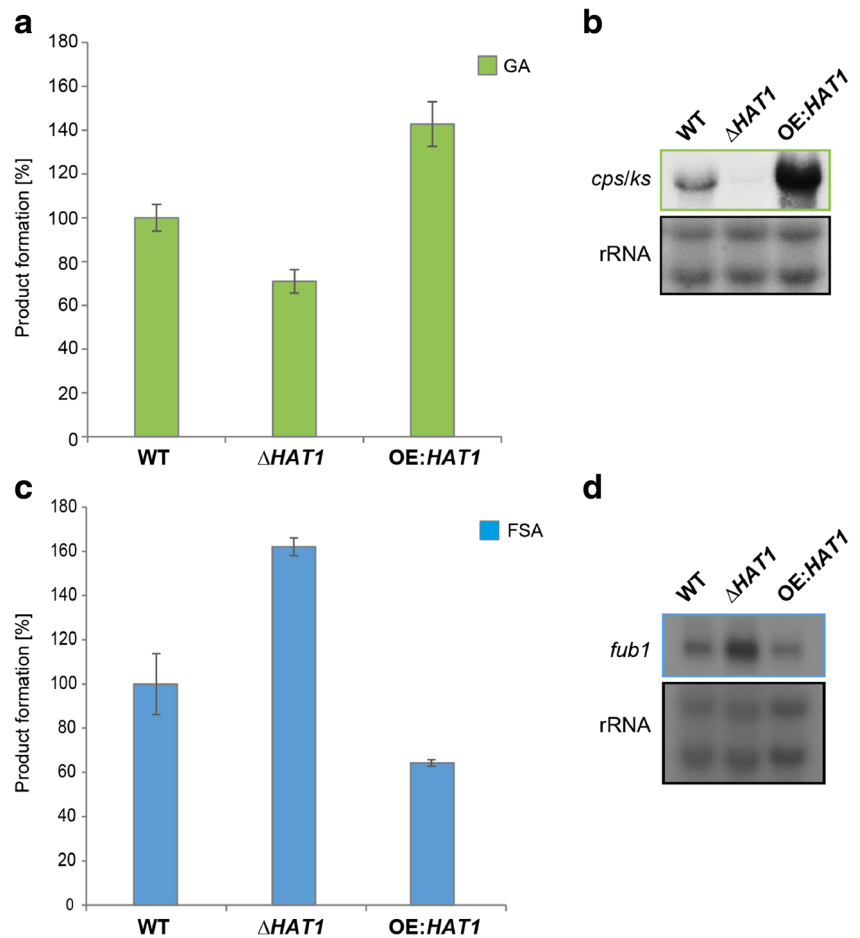 a
180
160
140
120
100
80
60
40
20
0
Product formation [%]
GA
WT
ΔHAT1
OE:HAT1
b
WT
ΔHAT1
OE:HAT1
cps/ks
rRNA
c
180
160
140
120
100
80
60
40
20
0
Product formation [%]
FSA
WT
ΔHAT1
OE:HAT1
d
WT
ΔHAT1
OE:HAT1
fub1
rRNA